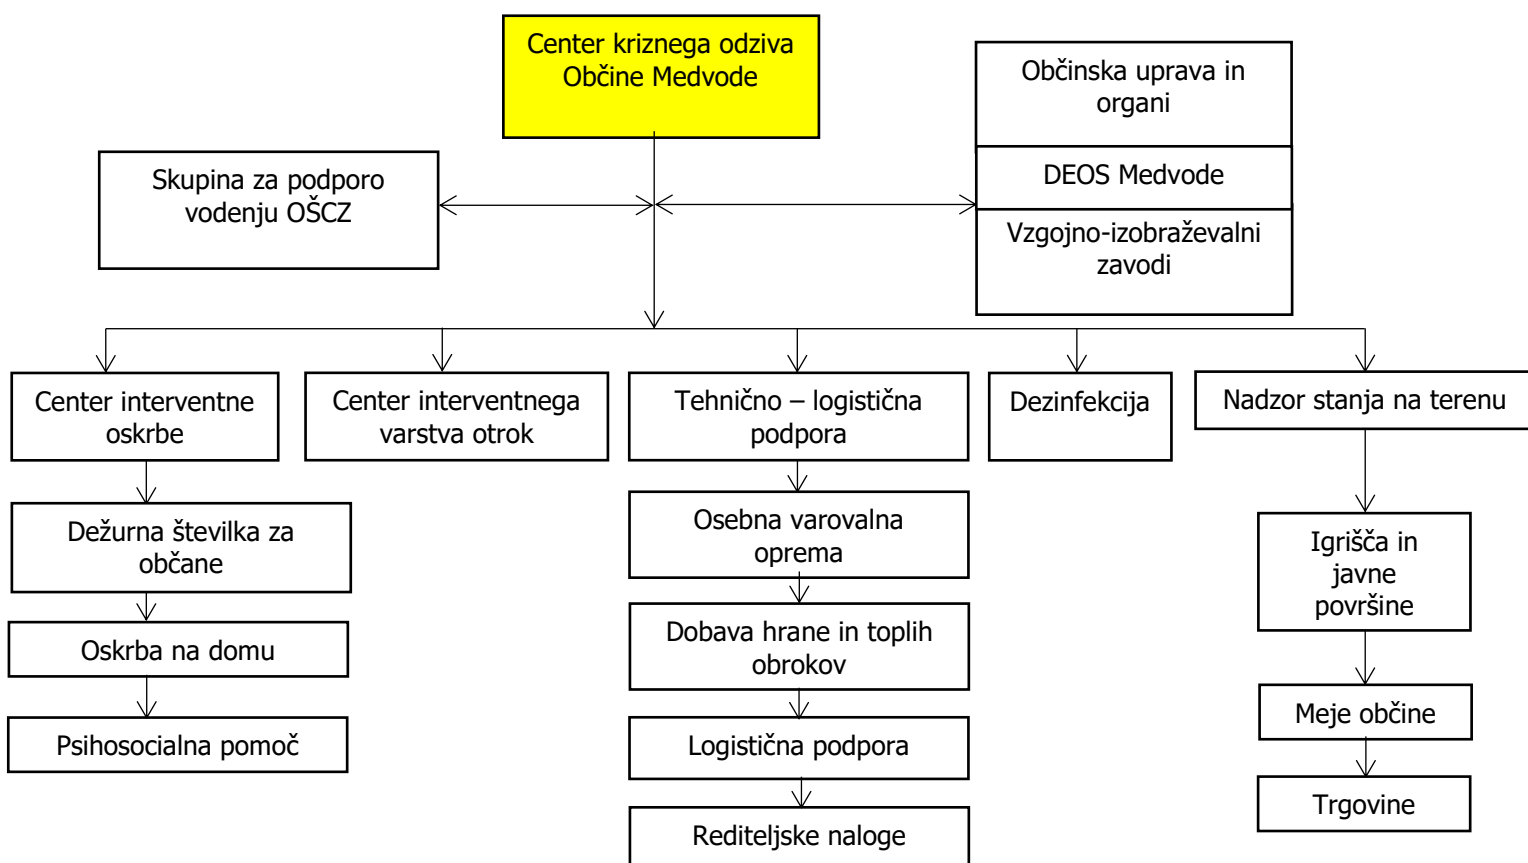 Center kriznega odziva
Občine Medvode
Občinska uprava in
organi
DEOS Medvode
Vzgojno-izobraževalni
zavodi
Skupina za podporo
vodenju OŠCZ
Center interventne
oskrbe
Dežurna številka za
občane
Oskrba na domu
Psihosocialna pomoč
Center interventnega
varstva otrok
Tehnično – logistična
podpora
Osebna varovalna
oprema
Dobava hrane in toplih
obrokov
Logistična podpora
Rediteljske naloge
Dezinfekcija
Nadzor stanja na terenu
Igrišča in
javne
površine
Meje občine
Trgovine